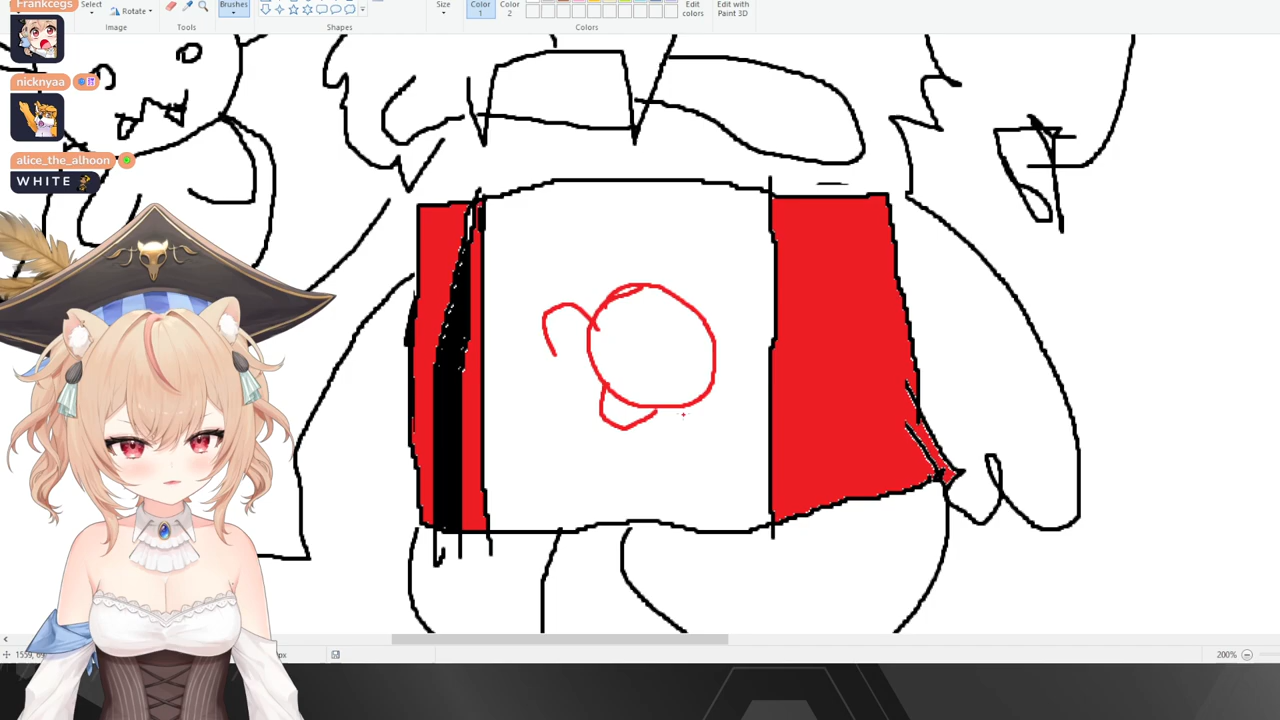 Frankcegs
nicknyaa
alice_the_alhoon
WHITE
Select
Rotate
Image
Tools
Brushes
Shapes
Size
Color 1
Color 2
Edit colors
Edit with Paint 3D
Colors
px
200%